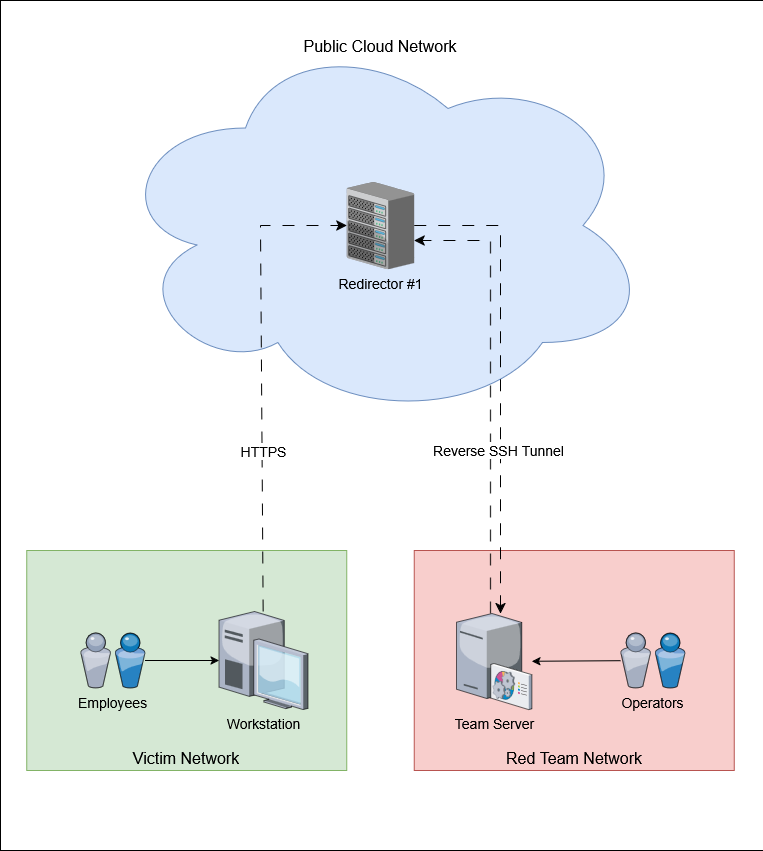 Public Cloud Network
Redirector #1
HTTPS
Reverse SSH Tunnel
Employees
Workstation
Victim Network
Team Server
Operators
Red Team Network